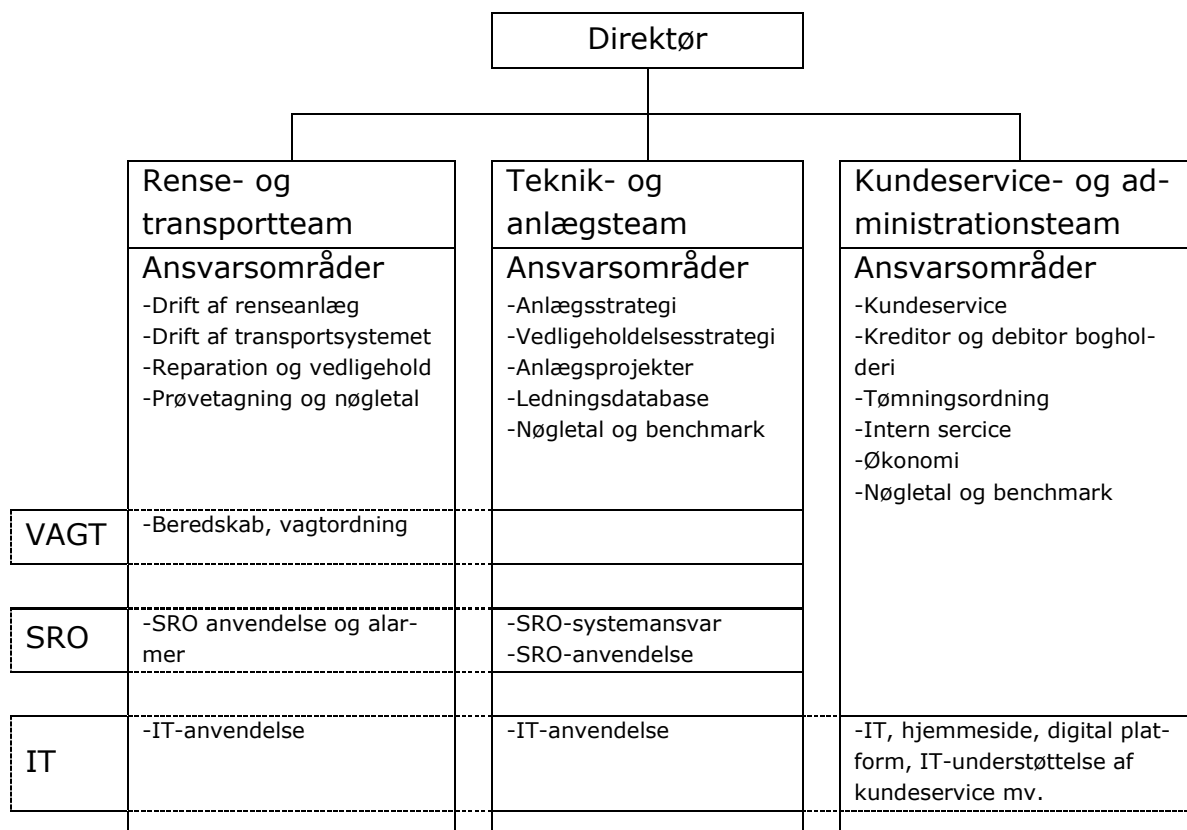 Direktør
Rense- og
transportteam
Ansvarsområder
-Drift af renseanlæg
-Drift af transportsystemet
-Reparation og vedligehold
-Prøvetagning og nøgletal
Teknik- og
anlægsteam
Ansvarsområder
-Anlægsstrategi
-Vedligeholdelsesstrategi
-Anlægsprojekter
-Ledningsdatabase
-Nøgletal og benchmark
Kundeservice- og ad-
ministrationsteam
Ansvarsområder
-Kundeservice
-Kreditor og debitor boghol-
deri
-Tømningsordning
-Intern sercice
-Økonomi
-Nøgletal og benchmark
VAGT
-Beredskab, vagtordning
SRO
-SRO anvendelse og alar-
mer
-SRO-systemansvar
-SRO-anvendelse
IT
-IT-anvendelse
-IT-anvendelse
-IT, hjemmeside, digital plat-
form, IT-understøttelse af
kundeservice mv.